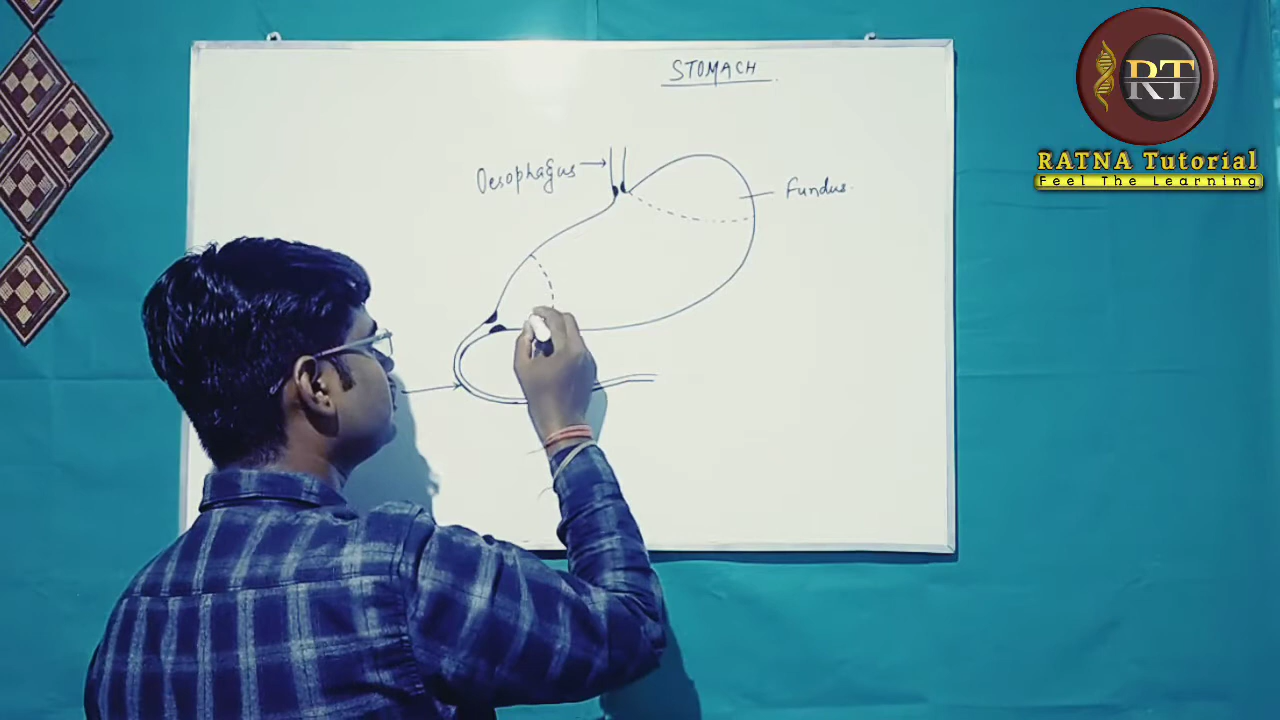 STOMACH
Oesophagus
Fundus.
RT
RATNA Tutorial
Feel The Learning